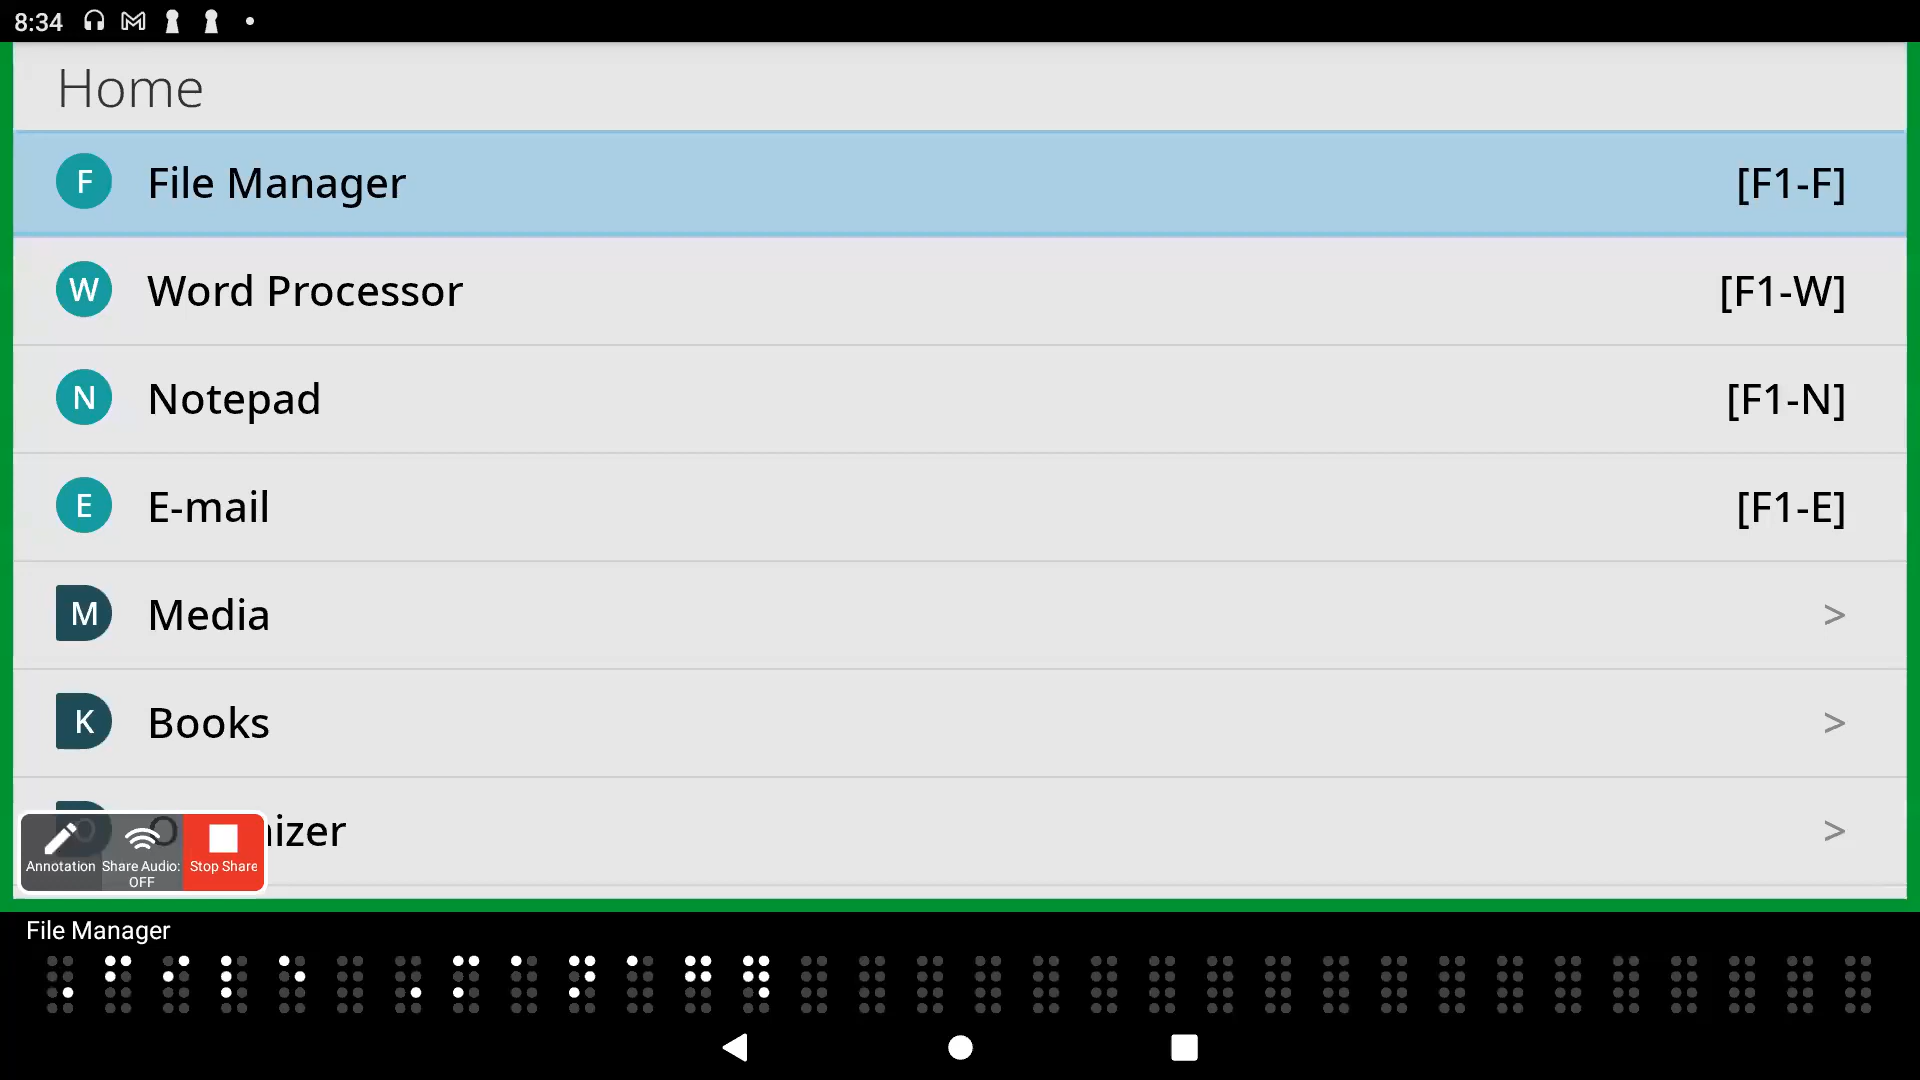 8:34
Home
F File Manager [F1-F]
W Word Processor [F1-W]
N Notepad [F1-N]
E E-mail [F1-E]
M Media >
K Books >
O nizer >
Annotation Share Audio: OFF Stop Share
File Manager
⠠⠋⠊⠇⠑⠀⠠⠍⠁⠝⠁⠛⠻